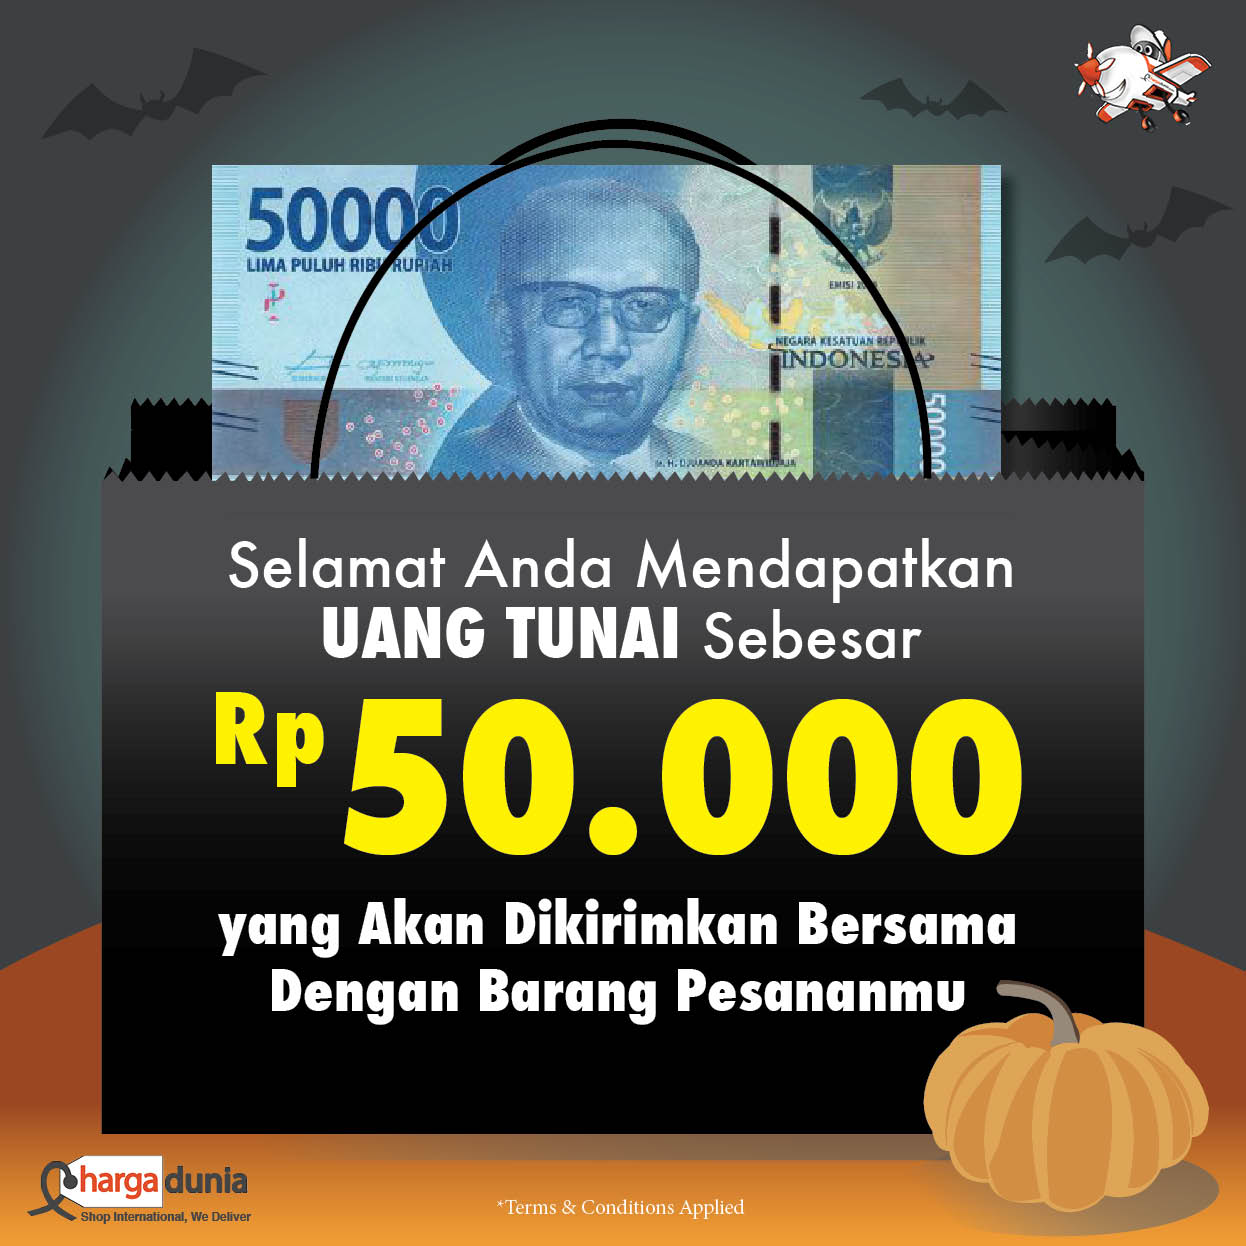 50000
LIMA PULUH RIBU RUPIAH
NEGARA KESATUAN REPUBLIK
INDONESIA
50000
Selamat Anda Mendapatkan
UANG TUNAI Sebesar
Rp 50.000
yang Akan Dikirimkan Bersama
Dengan Barang Pesananmu
harga dunia
Shop International, We Deliver
*Terms & Conditions Applied